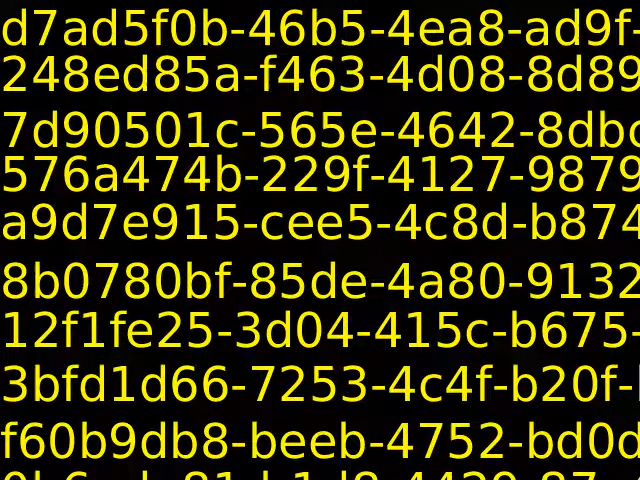 d7ad5f0b-46b5-4ea8-ad9f-
248ed85a-f463-4d08-8d89
7d90501c-565e-4642-8dbc
576a474b-229f-4127-9879
a9d7e915-cee5-4c8d-b874
8b0780bf-85de-4a80-9132
12f1fe25-3d04-415c-b675-
3bfd1d66-7253-4c4f-b20f-
f60b9db8-beeb-4752-bd0d